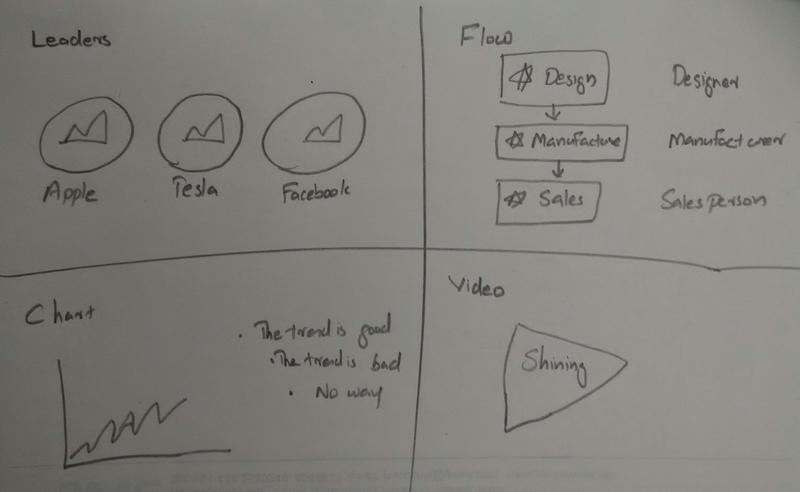 Leaders
Apple
Tesla
Facebook
Flow
Design
Designer
Manufacture
Manufacturer
Sales
Sales person
Chart
The trend is good
The trend is bad
No way
Video
Shining